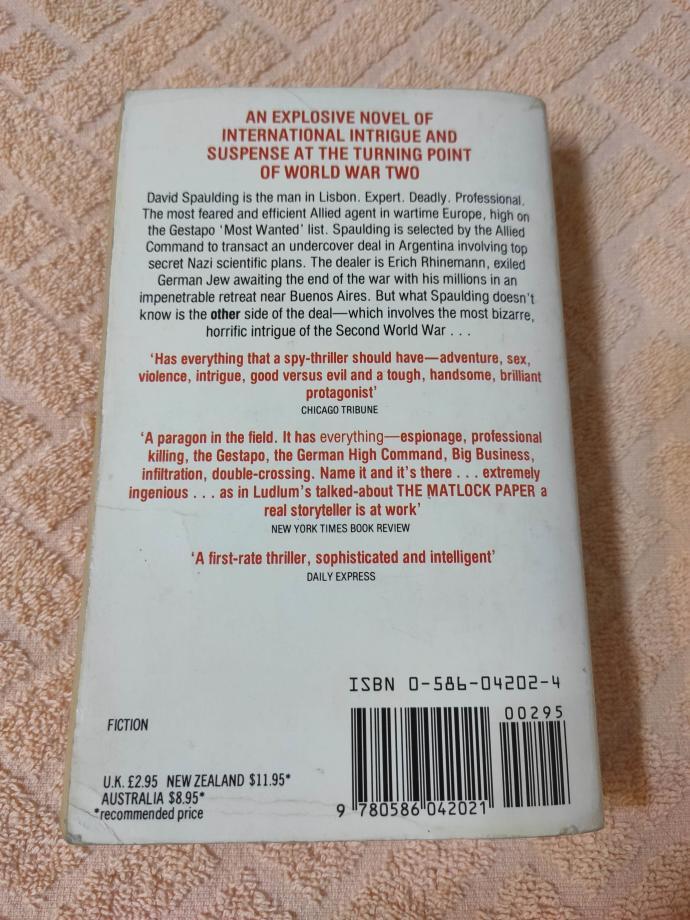 AN EXPLOSIVE NOVEL OF
INTERNATIONAL INTRIGUE AND
SUSPENSE AT THE TURNING POINT
OF WORLD WAR TWO
David Spaulding is the man in Lisbon. Expert. Deadly. Professional.
The most feared and efficient Allied agent in wartime Europe, high on
the Gestapo 'Most Wanted' list. Spaulding is selected by the Allied
Command to transact an undercover deal in Argentina involving top
secret Nazi scientific plans. The dealer is Erich Rhinemann, exiled
German Jew awaiting the end of the war with his millions in an
impenetrable retreat near Buenos Aires. But what Spaulding doesn't
know is the other side of the deal—which involves the most bizarre,
horrific intrigue of the Second World War . . .
'Has everything that a spy-thriller should have—adventure, sex,
violence, intrigue, good versus evil and a tough, handsome, brilliant
protagonist'
CHICAGO TRIBUNE
'A paragon in the field. It has everything—espionage, professional
killing, the Gestapo, the German High Command, Big Business,
infiltration, double-crossing. Name it and it's there . . . extremely
ingenious . . . as in Ludlum's talked-about THE MATLOCK PAPER a
real storyteller is at work'
NEW YORK TIMES BOOK REVIEW
'A first-rate thriller, sophisticated and intelligent'
DAILY EXPRESS
ISBN 0-586-04202-4
00295
FICTION
U.K. £2.95 NEW ZEALAND $11.95*
AUSTRALIA $8.95*
*recommended price
9 780586 042021